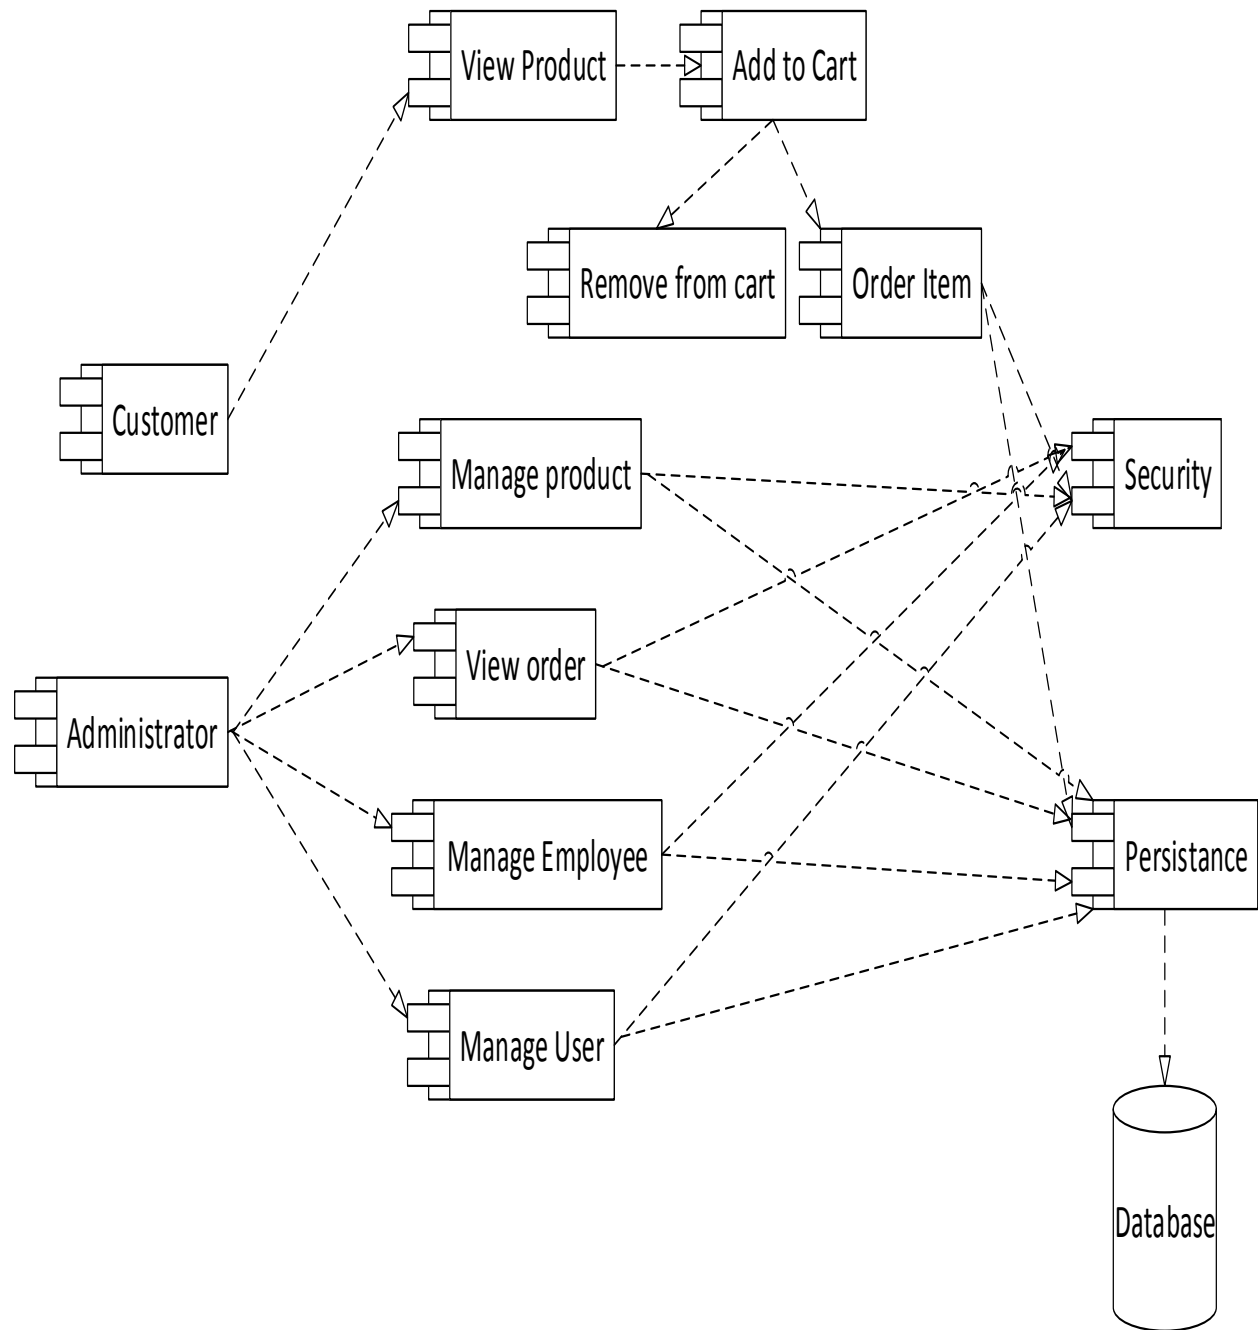 View Product
Add to Cart
Remove from cart
Order Item
Customer
Manage product
Security
View order
Administrator
Manage Employee
Persistance
Manage User
Database